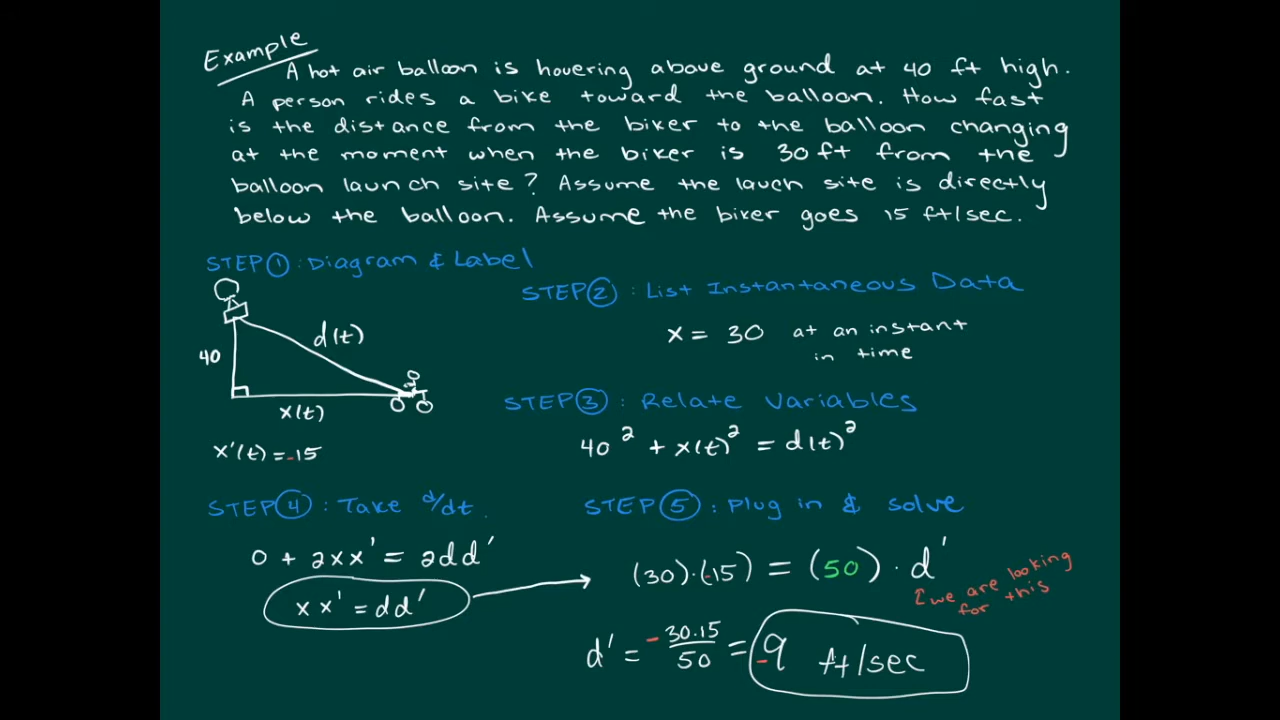 Example
A hot air balloon is hovering above ground at 40 ft high.
A person rides a bike toward the balloon. How fast
is the distance from the biker to the balloon changing
at the moment when the biker is 30ft from the
balloon launch site? Assume the lauch site is directly
below the balloon. Assume the biker goes 15 ft/sec.
STEP ① : Diagram & Label
40
d(t)
x(t)
x'(t) = -15
STEP ② : List Instantaneous Data
x = 30 at an instant
in time
STEP ③ : Relate Variables
40² + x(t)² = d(t)²
STEP ④ : Take d/dt.
0 + 2xx' = 2dd'
xx' = dd'
STEP ⑤ : Plug in & solve
(30)·(-15) = (50) · d'
↑ we are looking
for this
d' = - 30·15/50 = -9 ft/sec